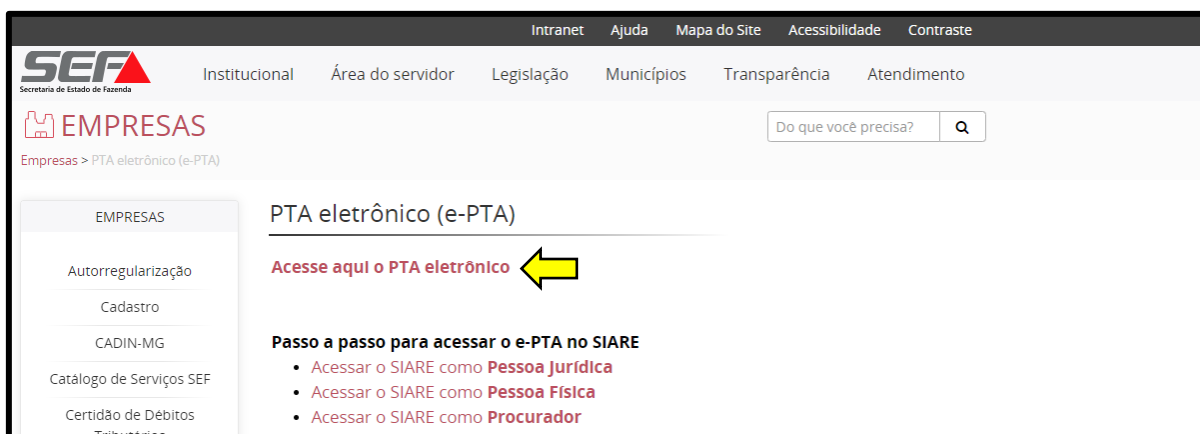 Intranet Ajuda Mapa do Site Acessibilidade Contraste
SEF
Secretaria de Estado de Fazenda
Institucional Área do servidor Legislação Municípios Transparência Atendimento
EMPRESAS
Do que você precisa?
Empresas > PTA eletrônico (e-PTA)
EMPRESAS
Autorregularização
Cadastro
CADIN-MG
Catálogo de Serviços SEF
Certidão de Débitos
Tributários
PTA eletrônico (e-PTA)
Acesse aqui o PTA eletrônico
Passo a passo para acessar o e-PTA no SIARE
• Acessar o SIARE como Pessoa Jurídica
• Acessar o SIARE como Pessoa Física
• Acessar o SIARE como Procurador